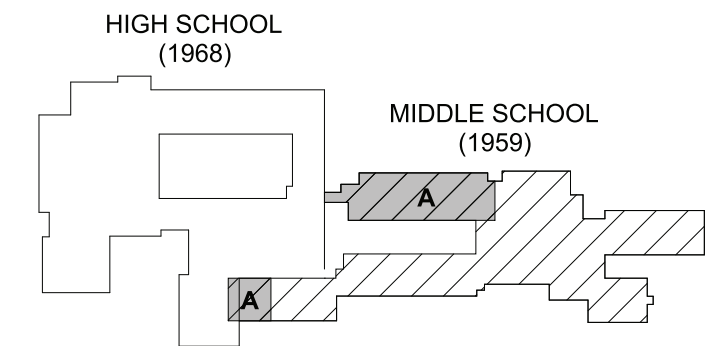 HIGH SCHOOL
(1968)
MIDDLE SCHOOL
(1959)
A
A